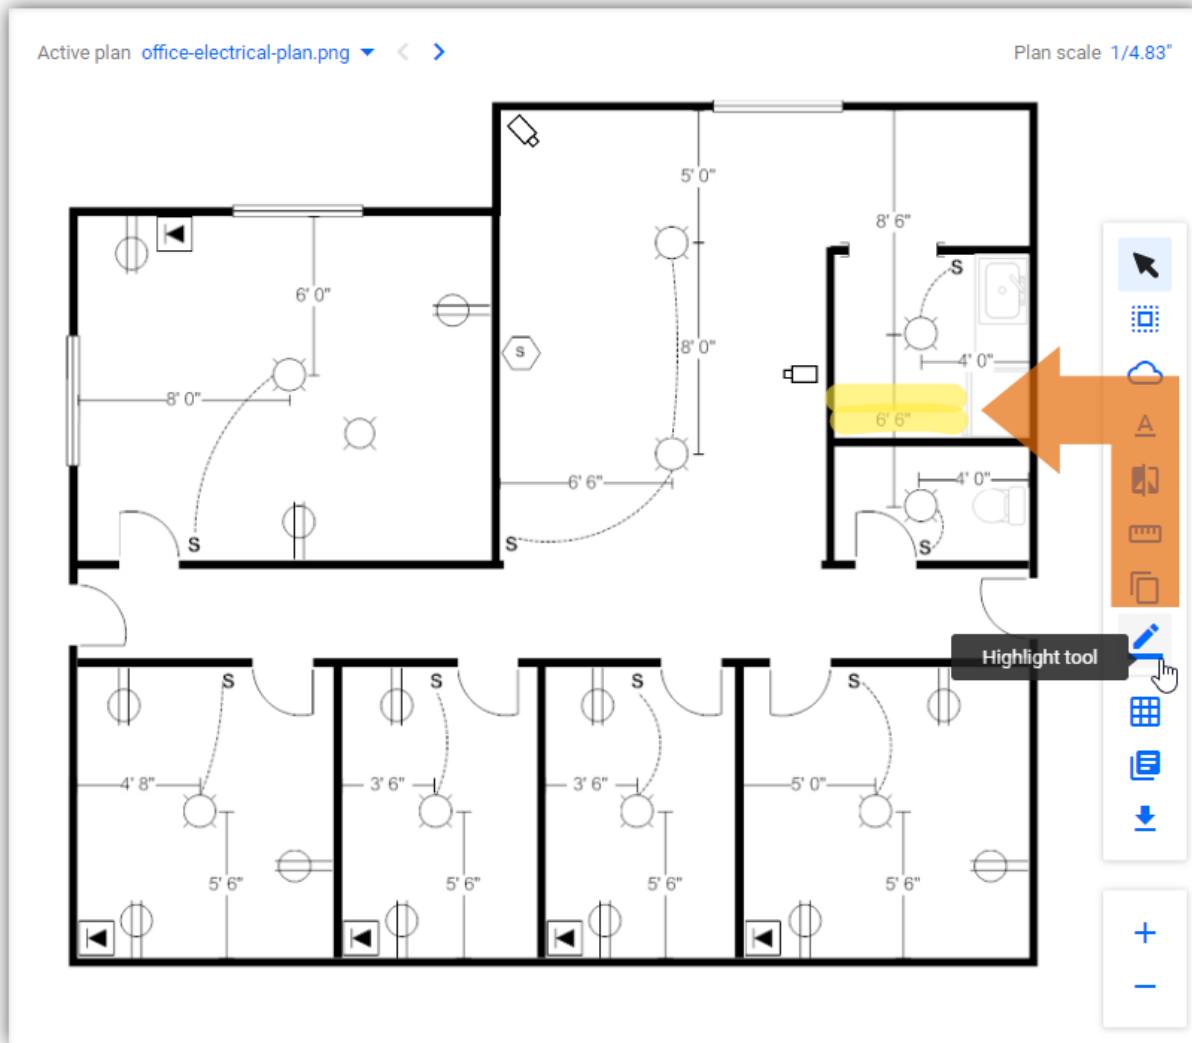 Active plan office-electrical-plan.png
Plan scale 1/4.83"
5' 0"
8' 6"
S
6' 0"
8' 0"
S
4' 0"
8' 0"
6' 6"
A
6' 6"
4' 0"
S
S
S
Highlight tool
S
S
S
S
4' 8"
3' 6"
3' 6"
5' 0"
5' 6"
5' 6"
5' 6"
5' 6"